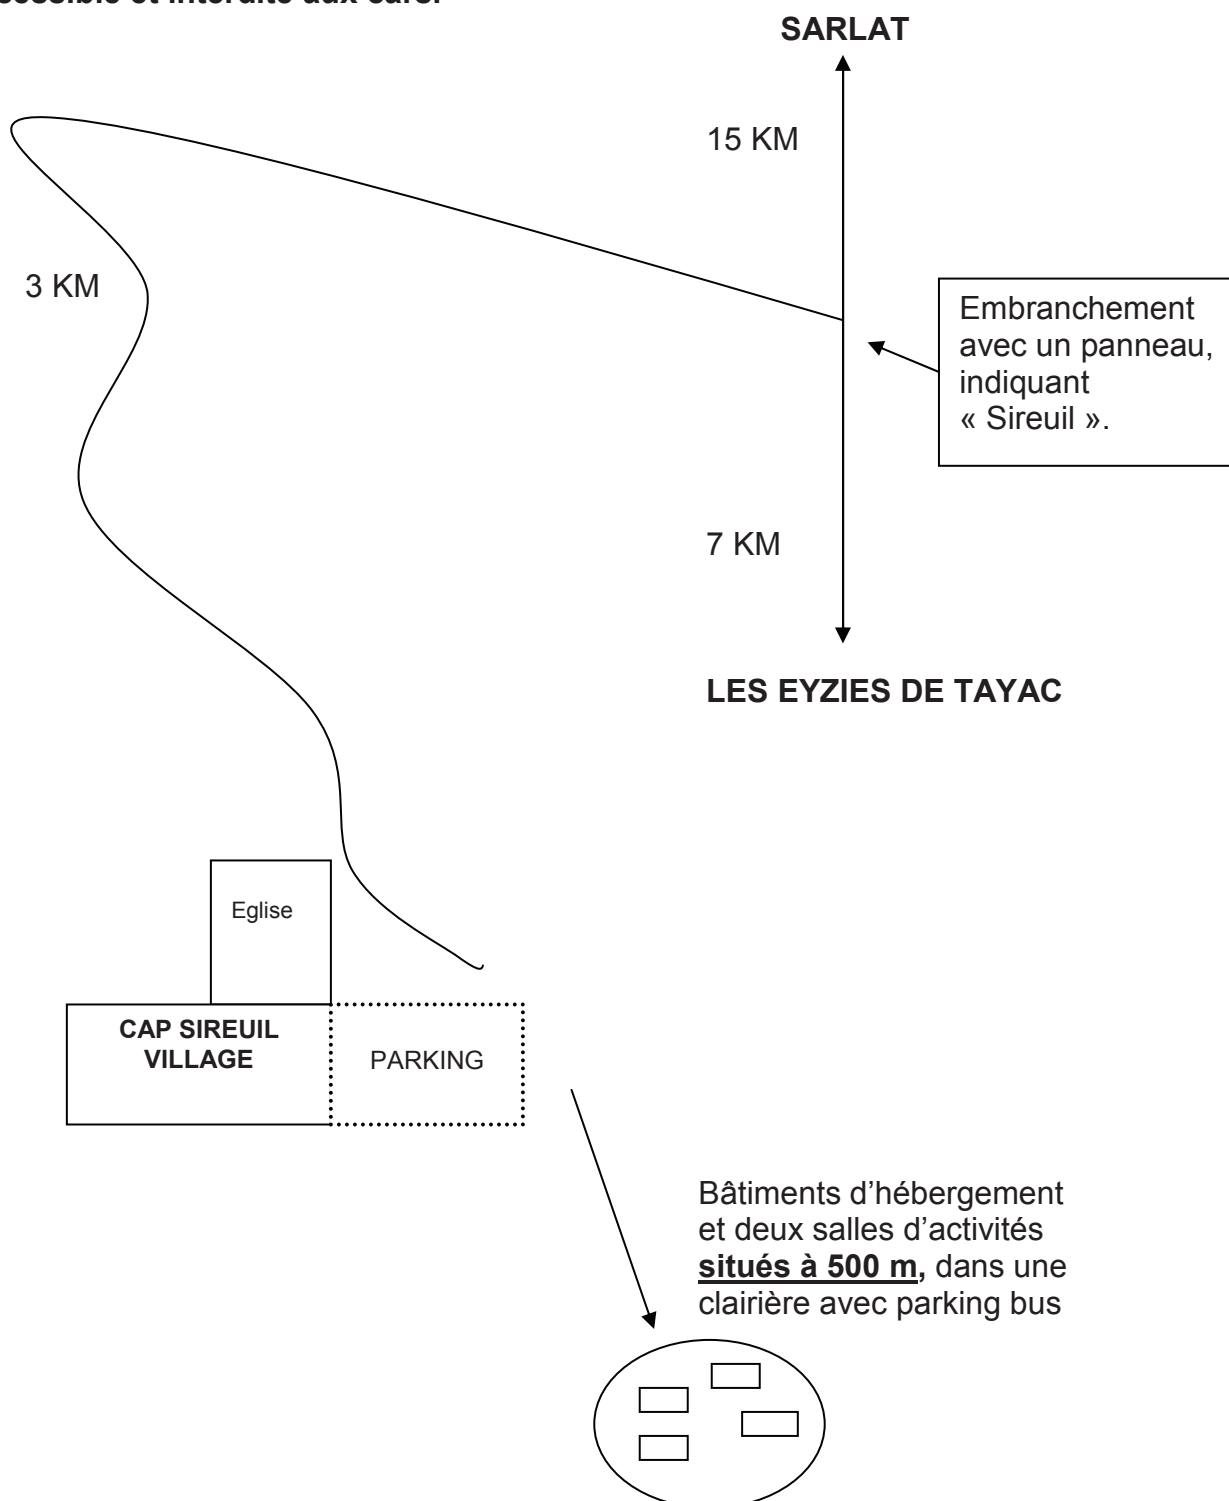 interdite aux cars.
SARLAT
15 KM
3 KM
Embranchement
avec un panneau,
indiquant
« Sireuil ».
7 KM
LES EYZIES DE TAYAC
Eglise
CAP SIREUIL
VILLAGE
PARKING
Bâtiments d’hébergement
et deux salles d’activités
situés à 500 m, dans une
clairière avec parking bus